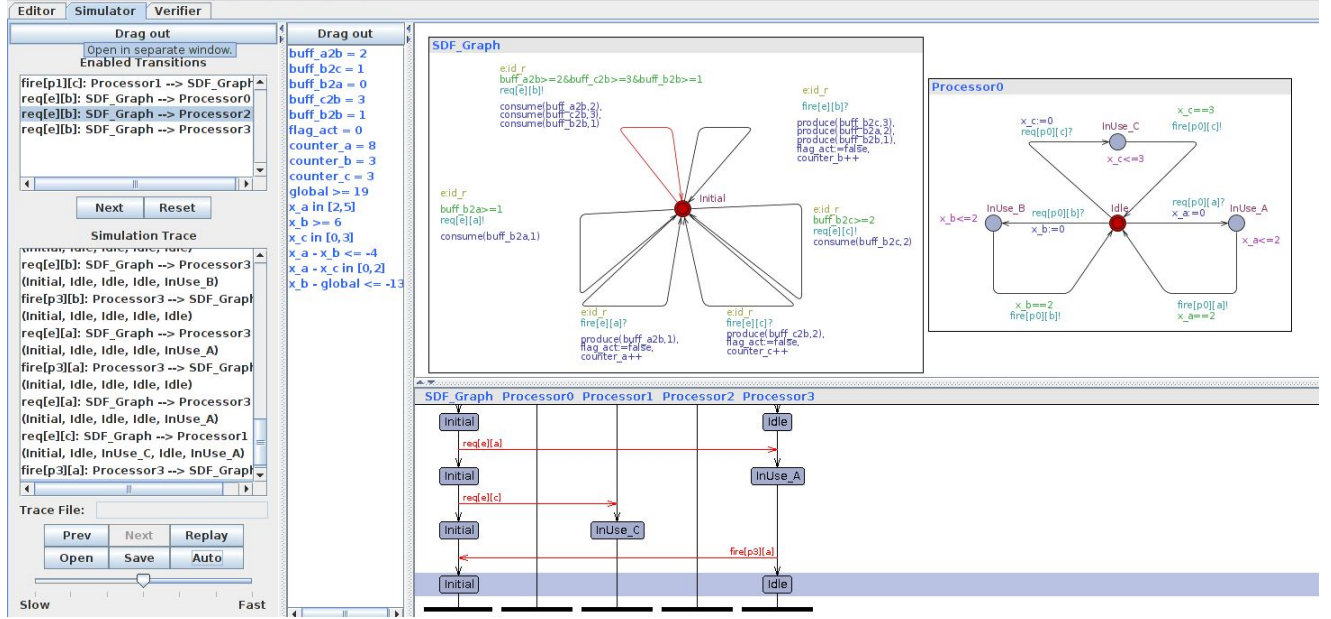 Editor Simulator Verifier
Drag out
Open in separate window.
Enabled Transitions
fire[p1][c]: Processor1 --> SDF_Graph
req[e][b]: SDF_Graph --> Processor0
req[e][b]: SDF_Graph --> Processor2
req[e][b]: SDF_Graph --> Processor3
Next Reset
Simulation Trace
(Initial, Idle, Idle, Idle, Idle)
req[e][b]: SDF_Graph --> Processor3
(Initial, Idle, Idle, Idle, InUse_B)
fire[p3][b]: Processor3 --> SDF_Graph
(Initial, Idle, Idle, Idle, Idle)
req[e][a]: SDF_Graph --> Processor3
(Initial, Idle, Idle, Idle, InUse_A)
fire[p3][a]: Processor3 --> SDF_Graph
(Initial, Idle, Idle, Idle, Idle)
req[e][a]: SDF_Graph --> Processor3
(Initial, Idle, Idle, Idle, InUse_A)
req[e][c]: SDF_Graph --> Processor1
(Initial, Idle, InUse_C, Idle, InUse_A)
fire[p3][a]: Processor3 --> SDF_Graph
Trace File:
Prev Next Replay
Open Save Auto
Slow Fast
Drag out
buff_a2b = 2
buff_b2c = 1
buff_b2a = 0
buff_c2b = 3
buff_b2b = 1
flag_act = 0
counter_a = 8
counter_b = 3
counter_c = 3
global >= 19
x_a in [2,5]
x_b >= 6
x_c in [0,3]
x_a - x_b <= -4
x_a - x_c in [0,2]
x_b - global <= -13
SDF_Graph
e:id_r
buff_a2b>=2&buff_c2b>=3&buff_b2b>=1
req[e][b]!
consume(buff_a2b,2),
consume(buff_c2b,3),
consume(buff_b2b,1)
e:id_r
fire[e][b]?
produce(buff_b2c,3),
produce(buff_b2a,2),
produce(buff_b2b,1),
flag_act:=false,
counter_b++
Initial
e:id_r
buff_b2a>=1
req[e][a]!
consume(buff_b2a,1)
e:id_r
buff_b2c>=2
req[e][c]!
consume(buff_b2c,2)
e:id_r
fire[e][a]?
produce(buff_a2b,1),
flag_act:=false,
counter_a++
e:id_r
fire[e][c]?
produce(buff_c2b,2),
flag_act:=false,
counter_c++
Processor0
x_c:=0
req[p0][c]?
InUse_C
x_c<=3
x_c==3
fire[p0][c]!
x_b<=2
InUse_B
req[p0][b]?
x_b:=0
Idle
req[p0][a]?
x_a:=0
InUse_A
x_a<=2
x_b==2
fire[p0][b]!
fire[p0][a]!
x_a==2
SDF_Graph Processor0 Processor1 Processor2 Processor3
Initial Idle
req[e][a]
Initial InUse_A
req[e][c]
Initial InUse_C
fire[p3][a]
Initial Idle